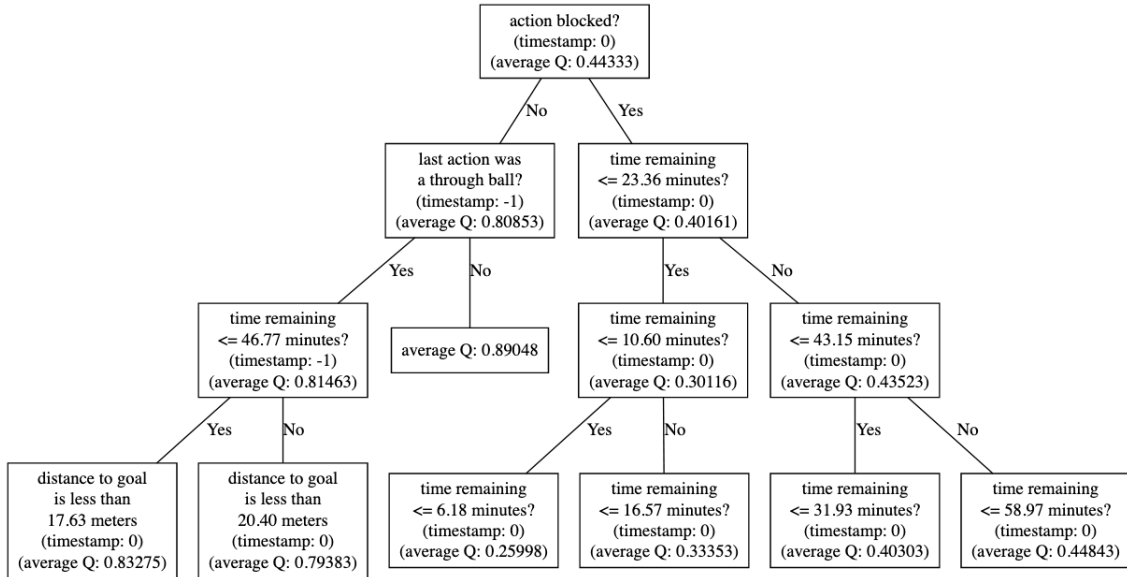 action blocked?
(timestamp: 0)
(average Q: 0.44333)
No
Yes
last action was
a through ball?
(timestamp: -1)
(average Q: 0.80853)
time remaining
<= 23.36 minutes?
(timestamp: 0)
(average Q: 0.40161)
Yes
No
Yes
No
time remaining
<= 46.77 minutes?
(timestamp: -1)
(average Q: 0.81463)
average Q: 0.89048
time remaining
<= 10.60 minutes?
(timestamp: 0)
(average Q: 0.30116)
time remaining
<= 43.15 minutes?
(timestamp: 0)
(average Q: 0.43523)
Yes
No
Yes
No
Yes
No
distance to goal
is less than
17.63 meters
(timestamp: 0)
(average Q: 0.83275)
distance to goal
is less than
20.40 meters
(timestamp: 0)
(average Q: 0.79383)
time remaining
<= 6.18 minutes?
(timestamp: 0)
(average Q: 0.25998)
time remaining
<= 16.57 minutes?
(timestamp: 0)
(average Q: 0.33353)
time remaining
<= 31.93 minutes?
(timestamp: 0)
(average Q: 0.40303)
time remaining
<= 58.97 minutes?
(timestamp: 0)
(average Q: 0.44843)